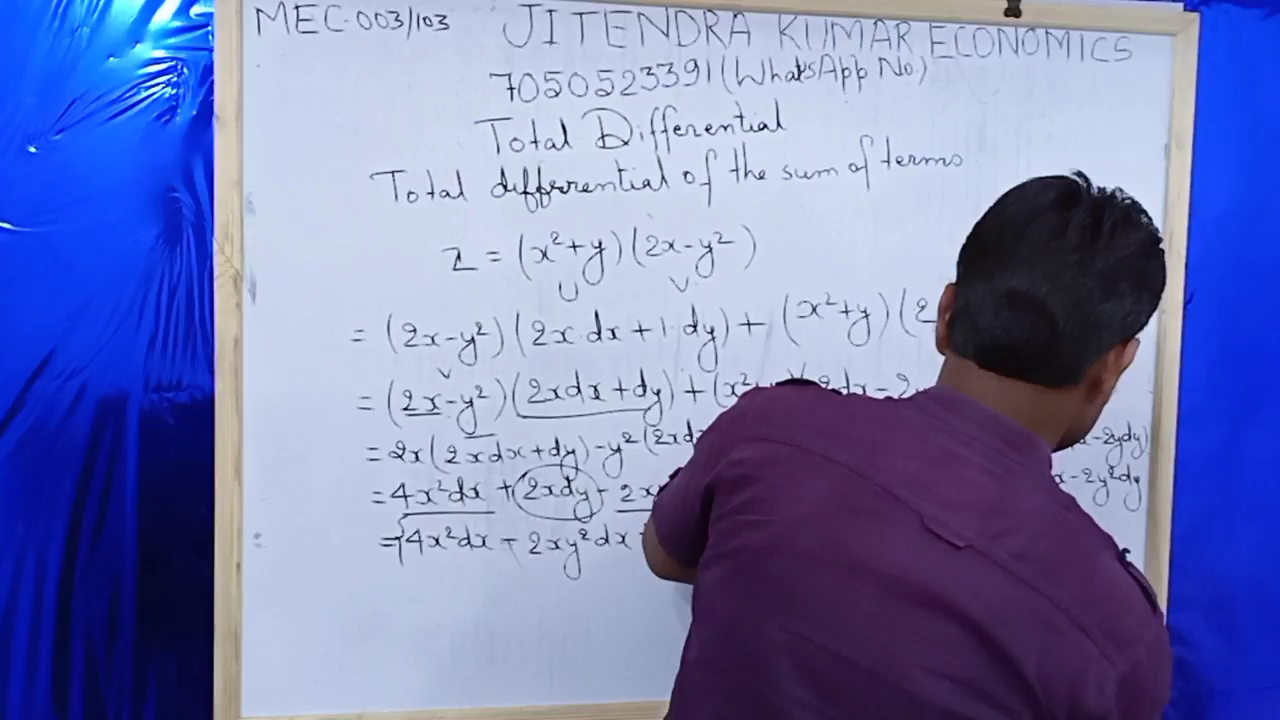 MEC-003/103 JITENDRA KUMAR ECONOMICS
7050523391 (WhatsApp No.)
Total Differential
Total differential of the sum of terms
Z = (x²+y)(2x-y²)
U V
= (2x-y²)(2x.dx+1.dy)+(x²+y)(2
V
= (2x-y²)(2xdx+dy)+(x² 2dx-2
= 2x(2xdx+dy)-y²(2xd -2ydy)
= 4x²dx+2xdy-2x x-2y²dy
= 4x²dx-2xy²dx